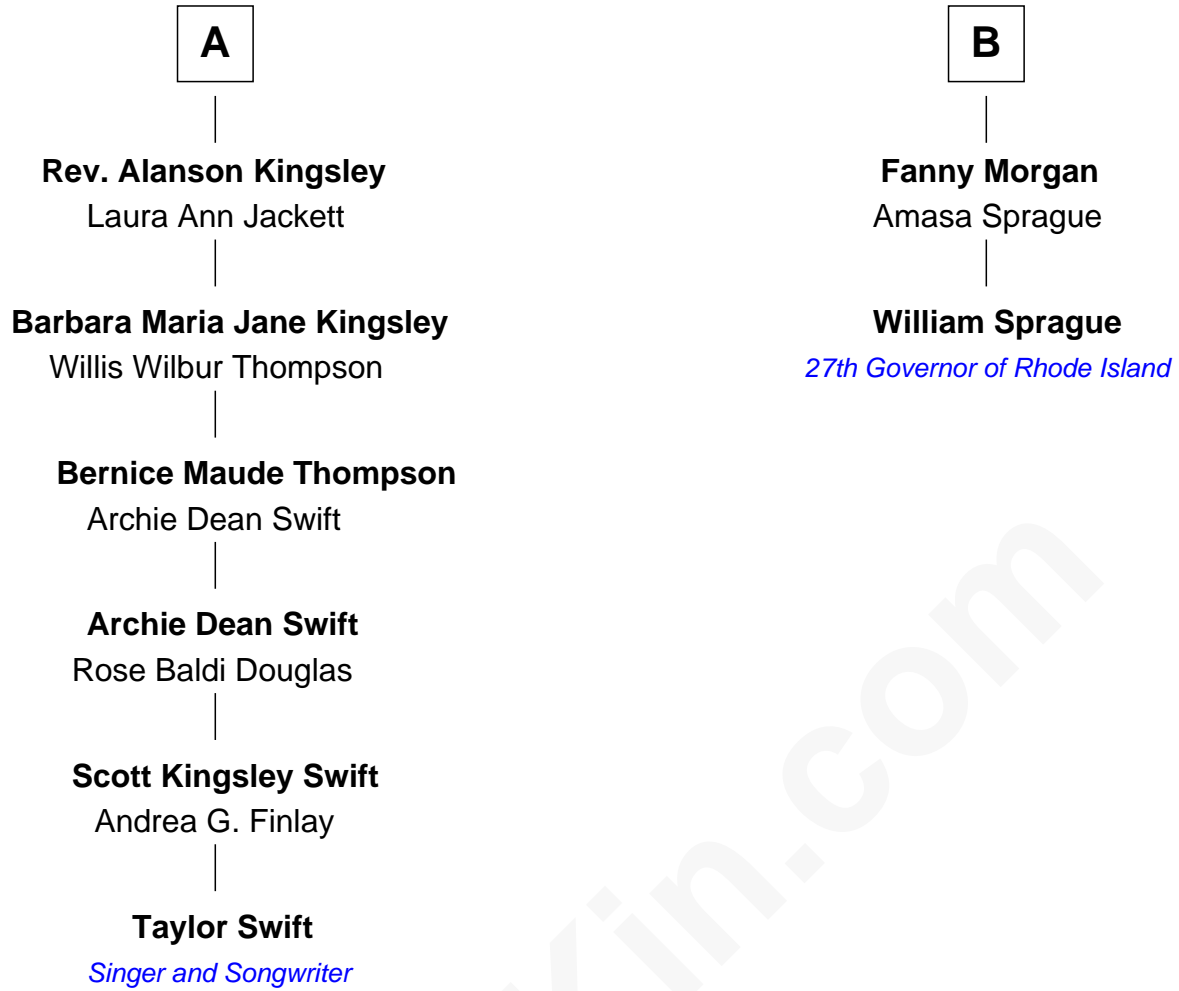 A
Rev. Alanson Kingsley
Laura Ann Jackett
Barbara Maria Jane Kingsley
Willis Wilbur Thompson
Bernice Maude Thompson
Archie Dean Swift
Archie Dean Swift
Rose Baldi Douglas
Scott Kingsley Swift
Andrea G. Finlay
Taylor Swift
Singer and Songwriter
B
Fanny Morgan
Amasa Sprague
William Sprague
27th Governor of Rhode Island
kin.com